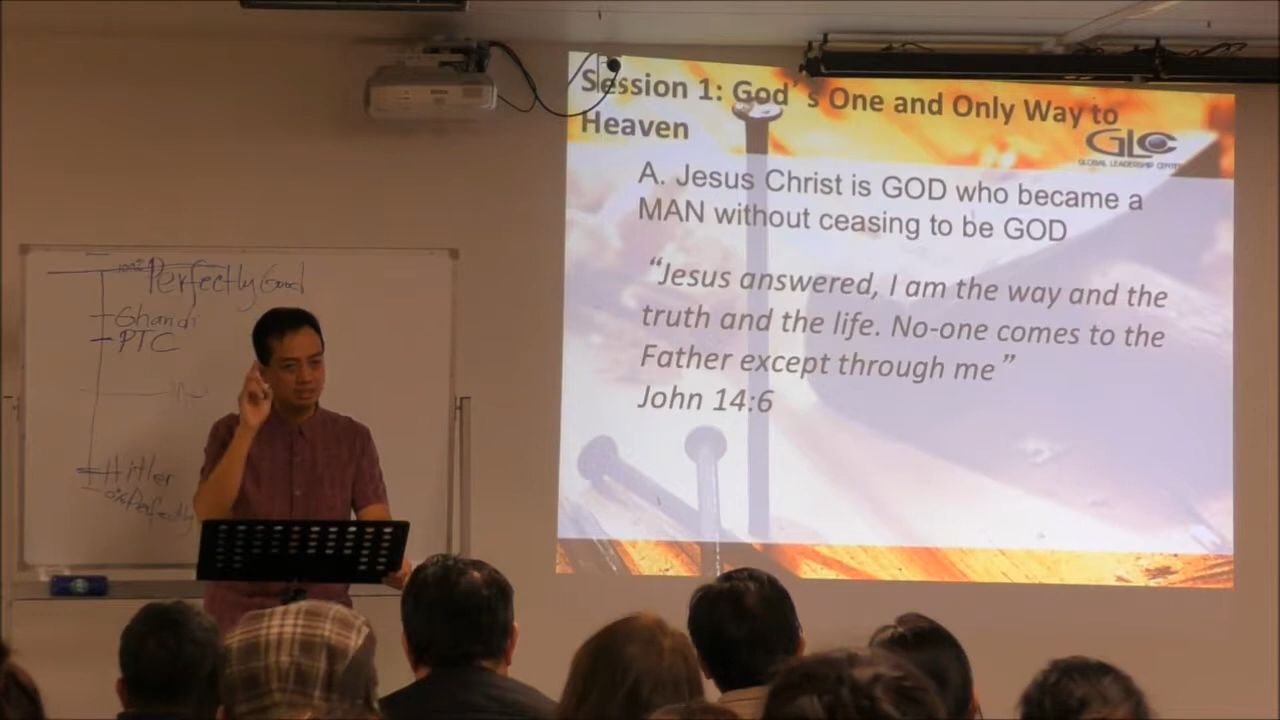 Session 1: God's One and Only Way to
Heaven
GLC
GLOBAL LEADERSHIP CENTER
A. Jesus Christ is GOD who became a
MAN without ceasing to be GOD
“Jesus answered, I am the way and the
truth and the life. No-one comes to the
Father except through me”
John 14:6
100% Perfectly Good
Ghandi
PTC
Hitler
0% Perfectly